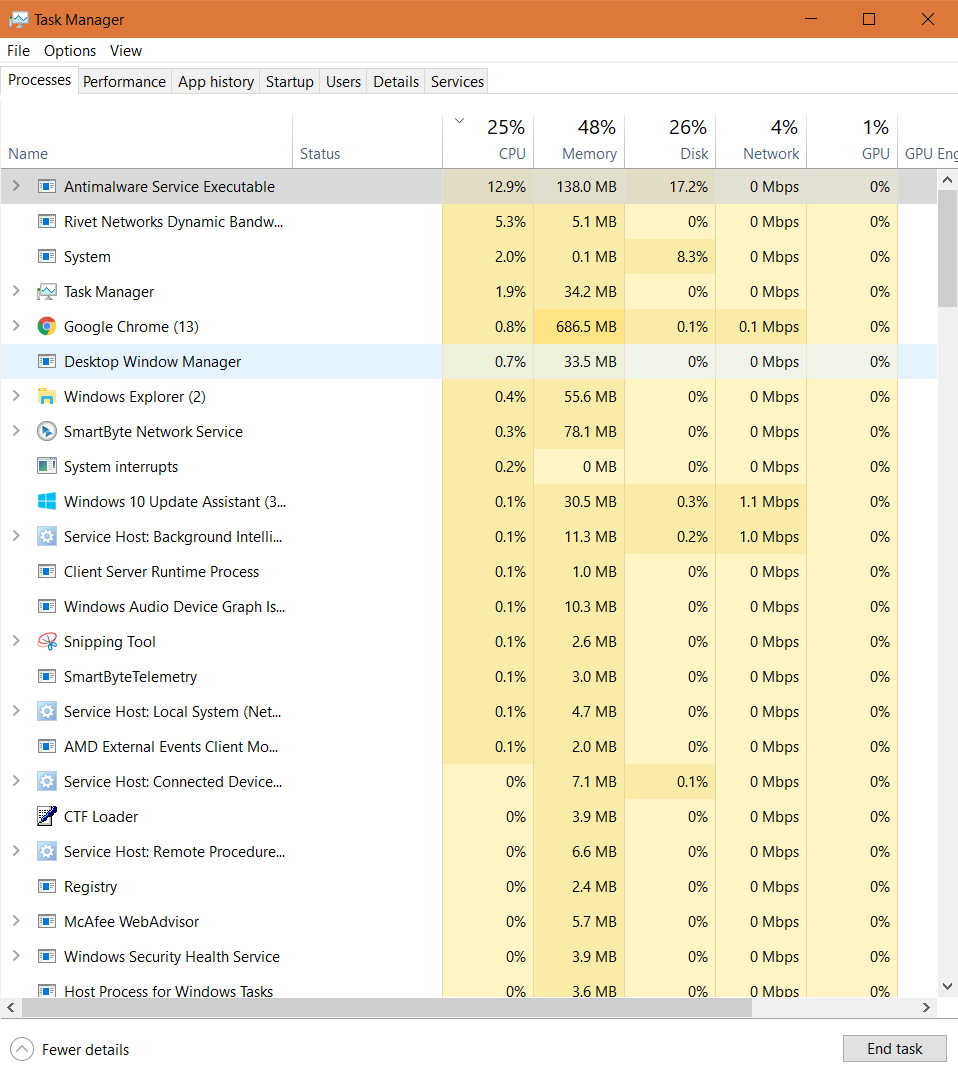 Task Manager
File Options View
Processes Performance App history Startup Users Details Services
25% 48% 26% 4% 1%
Name Status CPU Memory Disk Network GPU GPU Eng
Antimalware Service Executable 12.9% 138.0 MB 17.2% 0 Mbps 0%
Rivet Networks Dynamic Bandw... 5.3% 5.1 MB 0% 0 Mbps 0%
System 2.0% 0.1 MB 8.3% 0 Mbps 0%
Task Manager 1.9% 34.2 MB 0% 0 Mbps 0%
Google Chrome (13) 0.8% 686.5 MB 0.1% 0.1 Mbps 0%
Desktop Window Manager 0.7% 33.5 MB 0% 0 Mbps 0%
Windows Explorer (2) 0.4% 55.6 MB 0% 0 Mbps 0%
SmartByte Network Service 0.3% 78.1 MB 0% 0 Mbps 0%
System interrupts 0.2% 0 MB 0% 0 Mbps 0%
Windows 10 Update Assistant (3... 0.1% 30.5 MB 0.3% 1.1 Mbps 0%
Service Host: Background Intelli... 0.1% 11.3 MB 0.2% 1.0 Mbps 0%
Client Server Runtime Process 0.1% 1.0 MB 0% 0 Mbps 0%
Windows Audio Device Graph Is... 0.1% 10.3 MB 0% 0 Mbps 0%
Snipping Tool 0.1% 2.6 MB 0% 0 Mbps 0%
SmartByteTelemetry 0.1% 3.0 MB 0% 0 Mbps 0%
Service Host: Local System (Net... 0.1% 4.7 MB 0% 0 Mbps 0%
AMD External Events Client Mo... 0.1% 2.0 MB 0% 0 Mbps 0%
Service Host: Connected Device... 0% 7.1 MB 0.1% 0 Mbps 0%
CTF Loader 0% 3.9 MB 0% 0 Mbps 0%
Service Host: Remote Procedure... 0% 6.6 MB 0% 0 Mbps 0%
Registry 0% 2.4 MB 0% 0 Mbps 0%
McAfee WebAdvisor 0% 5.7 MB 0% 0 Mbps 0%
Windows Security Health Service 0% 3.9 MB 0% 0 Mbps 0%
Host Process for Windows Tasks 0% 3.6 MB 0% 0 Mbps 0%
Fewer details End task